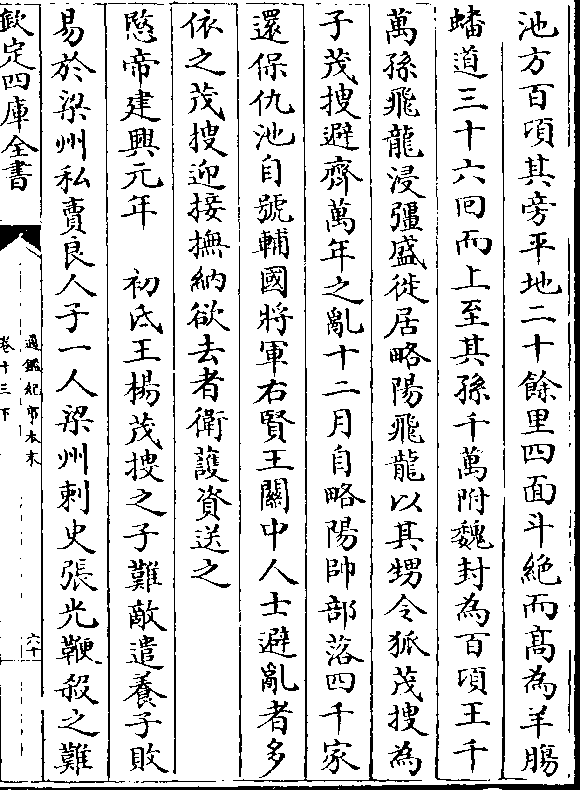 池方百項其旁平地二十餘里四面斗絶而髙為羊膓
蟠道三十六囘而上至其孫千萬附魏封為百項王千
萬孫飛龍浸彊盛徙居略陽飛龍以其甥令狐茂搜為
子茂搜避齊萬年之亂十二月自略陽帥部落四千家
還保仇池自號輔國將軍右賢王關中人士避亂者多
依之茂搜迎接撫納欲去者衛護資送之
愍帝建興元年　初氐王楊茂搜之子難敵遣養子敗
易於梁州私賣良人子一人梁州刺史張光鞭殺之難
欽定四庫全書
通鑑紀事本末
卷十三下
六十